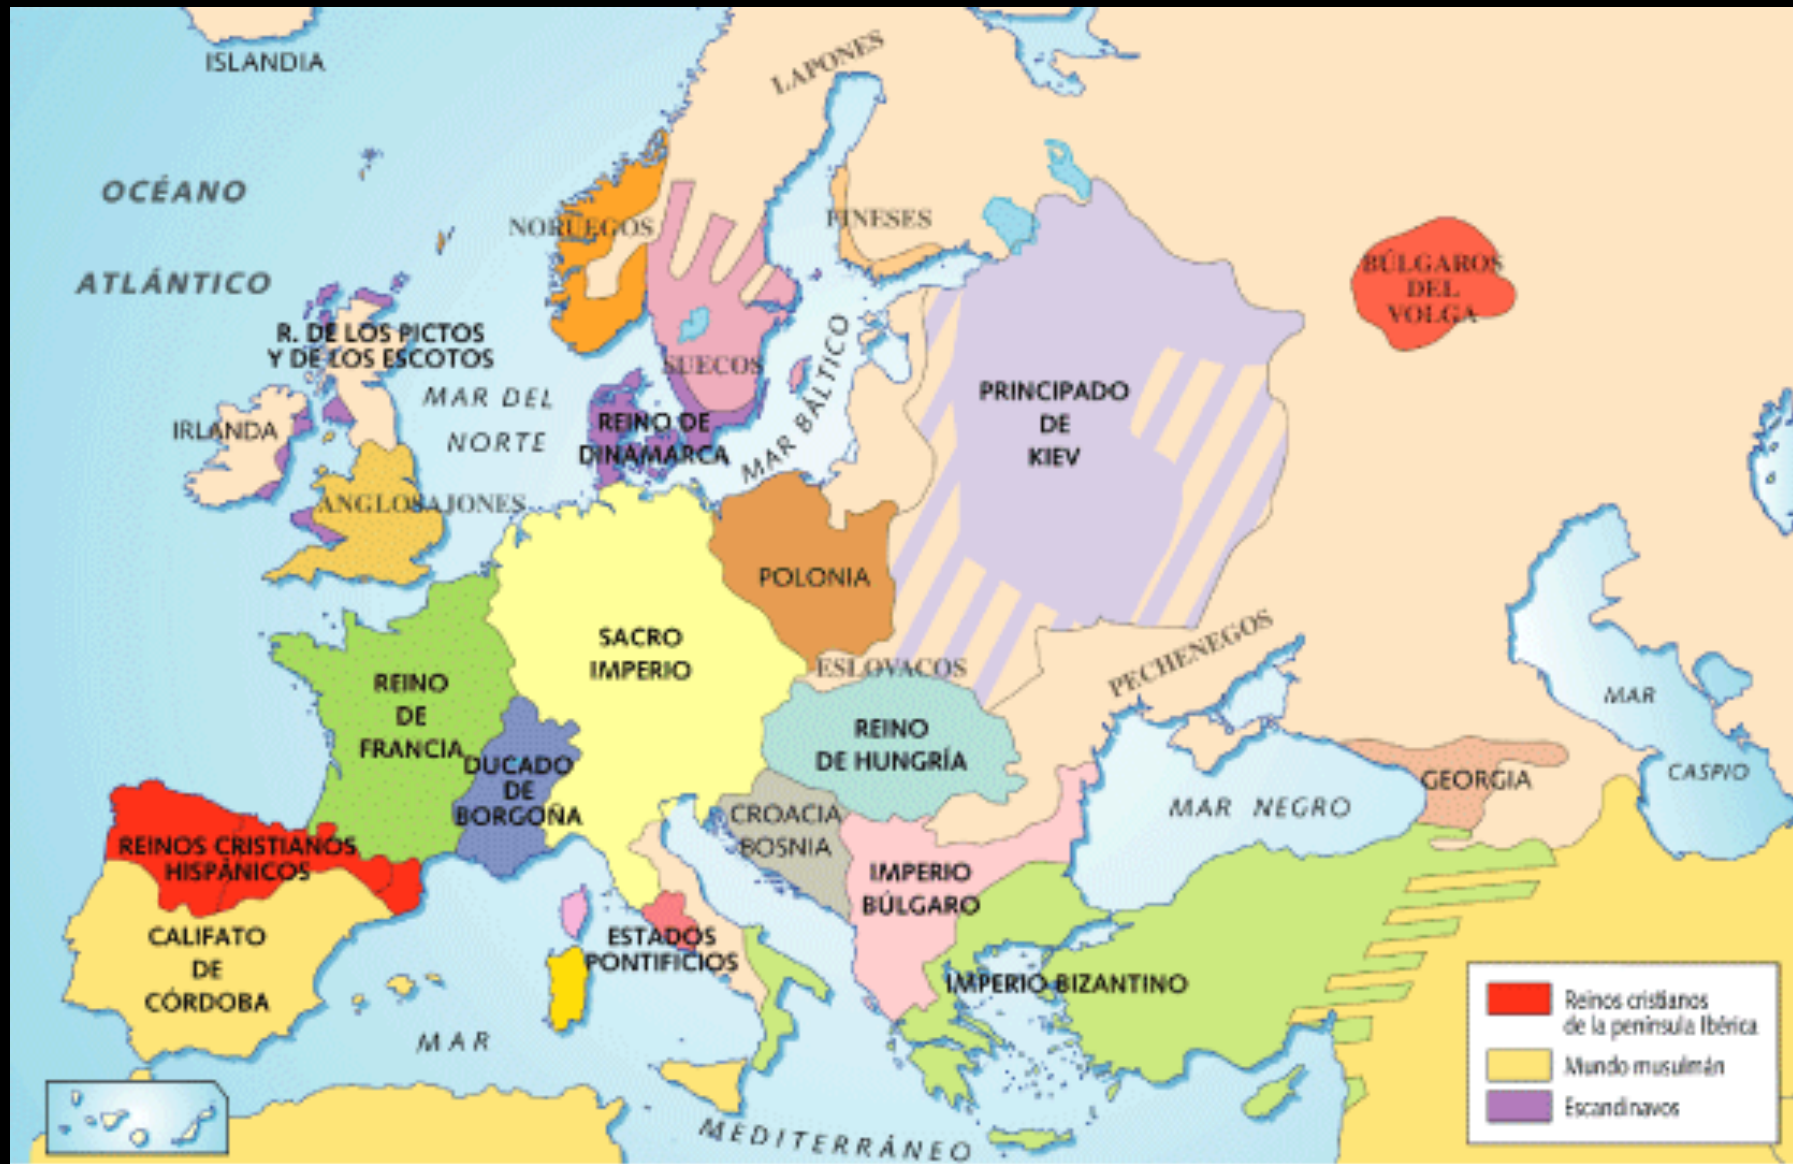 ISLANDIA
LAPONES
OCÉANO
ATLÁNTICO
NORUEGOS
FINESES
BÚLGAROS
DEL
VOLGA
R. DE LOS PICTOS
Y DE LOS ESCOTOS
SUECOS
MAR DEL
NORTE
MAR BÁLTICO
IRLANDA
REINO DE
DINAMARCA
PRINCIPADO
DE
KIEV
ANGLOSAJONES
POLONIA
SACRO
IMPERIO
ESLOVACOS
PECHENEGOS
REINO
DE
FRANCIA
REINO
DE HUNGRÍA
MAR
CASPIO
DUCADO
DE
BORGOÑA
CROACIA
BOSNIA
MAR NEGRO
GEORGIA
REINOS CRISTIANOS
HISPÁNICOS
IMPERIO
BÚLGARO
CALIFATO
DE
CÓRDOBA
ESTADOS
PONTIFICIOS
IMPERIO BIZANTINO
MAR
MEDITERRÁNEO
Reinos cristianos
de la península Ibérica
Mundo musulmán
Escandinavos